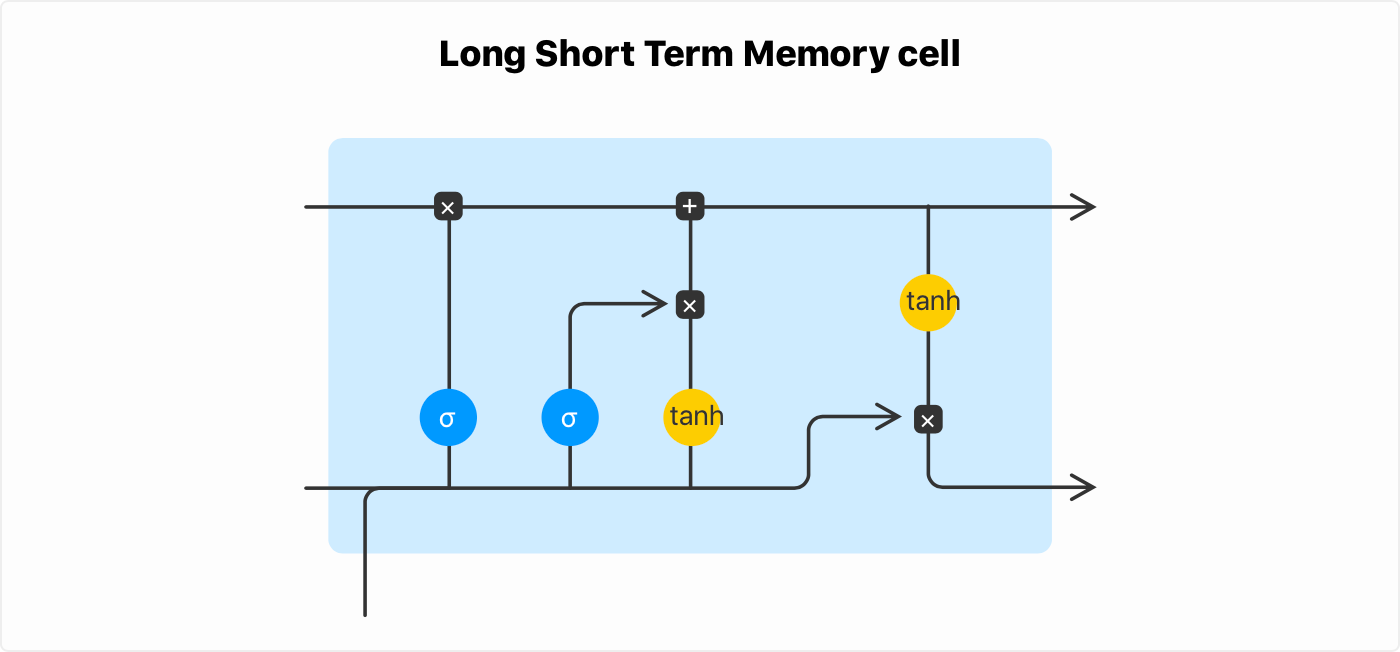 Long Short Term Memory cell
× +
× tanh
σ σ tanh ×